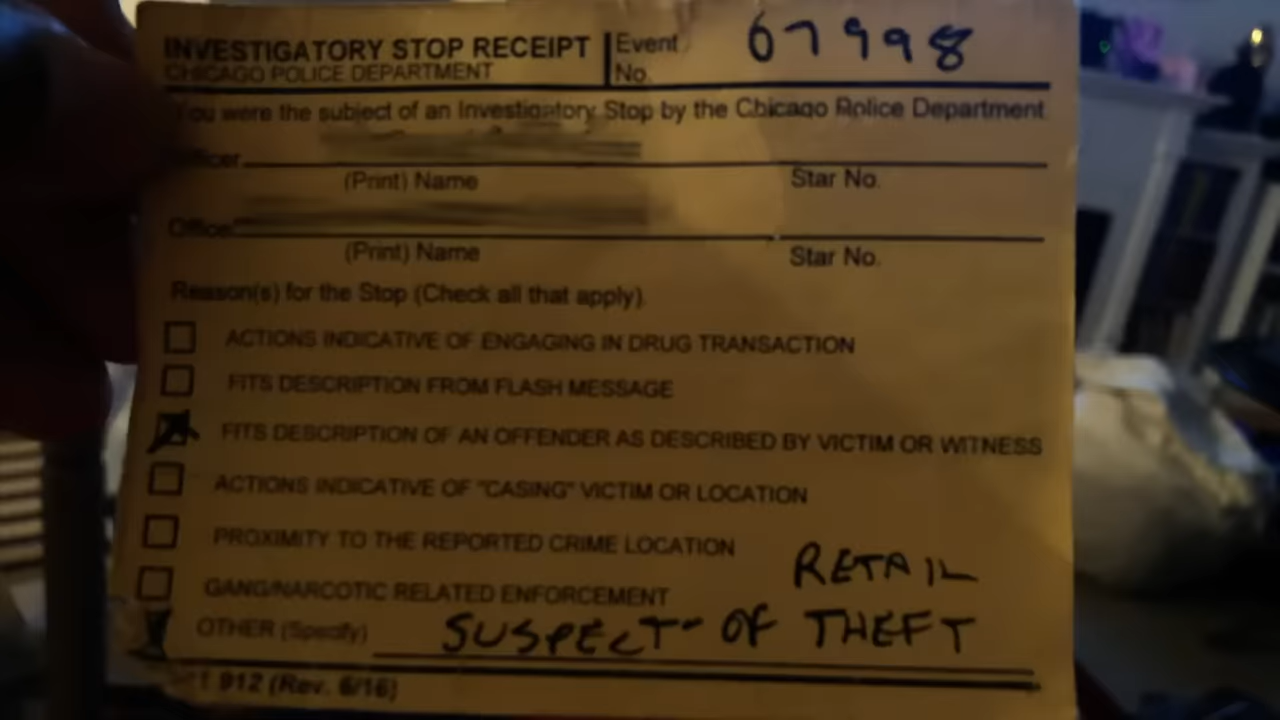 INVESTIGATORY STOP RECEIPT
CHICAGO POLICE DEPARTMENT
Event No.
67998
You were the subject of an Investigatory Stop by the Chicago Police Department
Officer
(Print) Name Star No.
Officer
(Print) Name Star No.
Reason(s) for the Stop (Check all that apply)
ACTIONS INDICATIVE OF ENGAGING IN DRUG TRANSACTION
FITS DESCRIPTION FROM FLASH MESSAGE
FITS DESCRIPTION OF AN OFFENDER AS DESCRIBED BY VICTIM OR WITNESS
ACTIONS INDICATIVE OF "CASING" VICTIM OR LOCATION
PROXIMITY TO THE REPORTED CRIME LOCATION
GANG/NARCOTIC RELATED ENFORCEMENT
RETAIL
OTHER (Specify) SUSPECT OF THEFT
912 (Rev. 6/16)